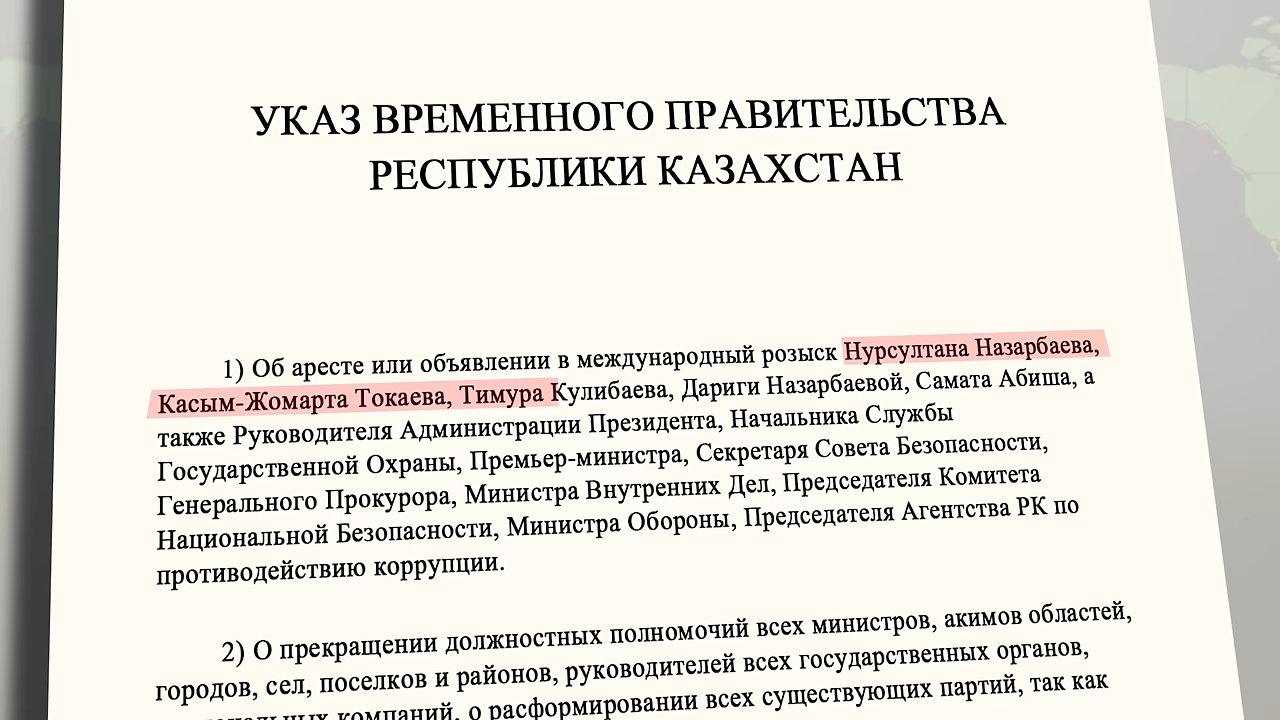 УКАЗ ВРЕМЕННОГО ПРАВИТЕЛЬСТВА
РЕСПУБЛИКИ КАЗАХСТАН
1) Об аресте или объявлении в международный розыск Нурсултана Назарбаева,
Касым-Жомарта Токаева, Тимура Кулибаева, Дариги Назарбаевой, Самата Абиша, а
также Руководителя Администрации Президента, Начальника Службы
Государственной Охраны, Премьер-министра, Секретаря Совета Безопасности,
Генерального Прокурора, Министра Внутренних Дел, Председателя Комитета
Национальной Безопасности, Министра Обороны, Председателя Агентства РК по
противодействию коррупции.
2) О прекращении должностных полномочий всех министров, акимов областей,
городов, сел, поселков и районов, руководителей всех государственных органов,
компаний, о расформировании всех существующих партий, так как